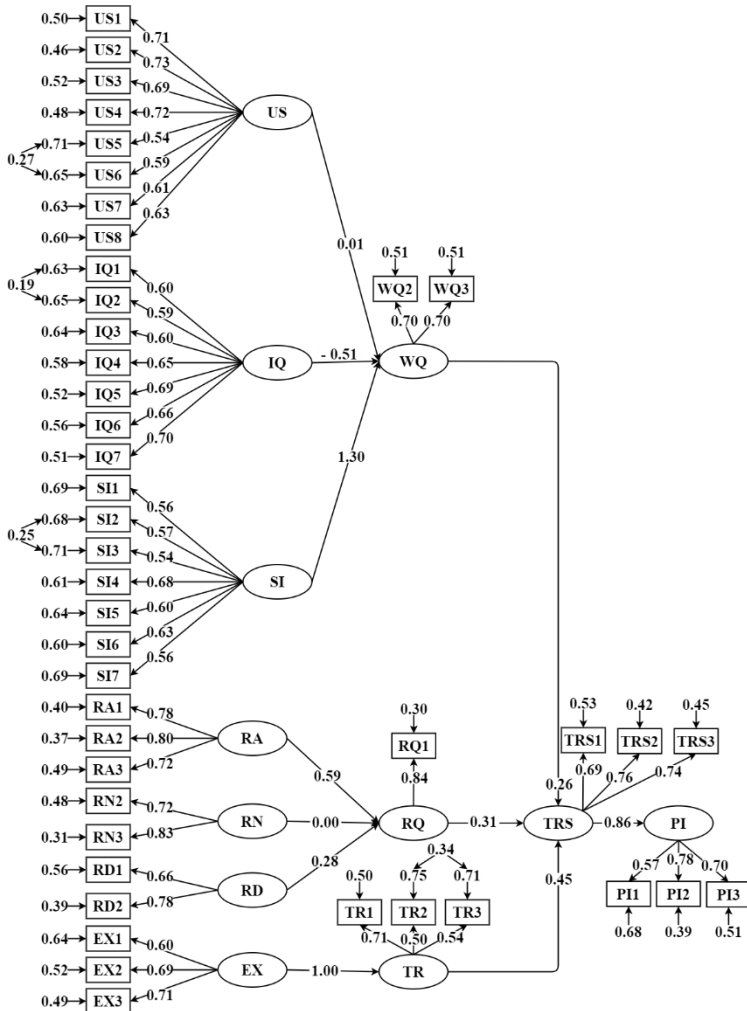 0.50 US1
0.71
0.46 US2
0.73
0.52 US3
0.69
0.48 US4 0.72 US
0.71 US5 0.54
0.27
0.65 US6 0.59
0.63 US7 0.61
0.60 US8 0.63
0.01
0.51 0.51
0.63 IQ1
0.19
0.65 IQ2 0.60
WQ2 WQ3
0.59
0.70 0.70
0.64 IQ3 0.60
0.58 IQ4 0.65 IQ - 0.51 WQ
0.52 IQ5 0.69
0.56 IQ6 0.66
0.51 IQ7 0.70
1.30
0.69 SI1
0.56
0.68 SI2
0.25
0.57
0.71 SI3 0.54
0.61 SI4 0.68 SI
0.64 SI5 0.60
0.60 SI6 0.63
0.69 SI7 0.56
0.40 RA1
0.78
0.30
0.53 0.42 0.45
0.37 RA2 0.80 RA
RQ1 TRS1 TRS2 TRS3
0.49 RA3 0.72
0.59 0.84 0.69 0.76 0.74
0.26
0.48 RN2 0.72
RN 0.00 RQ 0.31 TRS 0.86 PI
0.31 RN3 0.83
0.34
0.28
0.56 RD1 0.66
0.50 0.75 0.71
0.57 0.78 0.70
RD
0.45
0.39 RD2 0.78
TR1 TR2 TR3
PI1 PI2 PI3
0.71 0.50 0.54
0.68 0.39 0.51
0.64 EX1 0.60
0.52 EX2 0.69 EX 1.00 TR
0.49 EX3 0.71